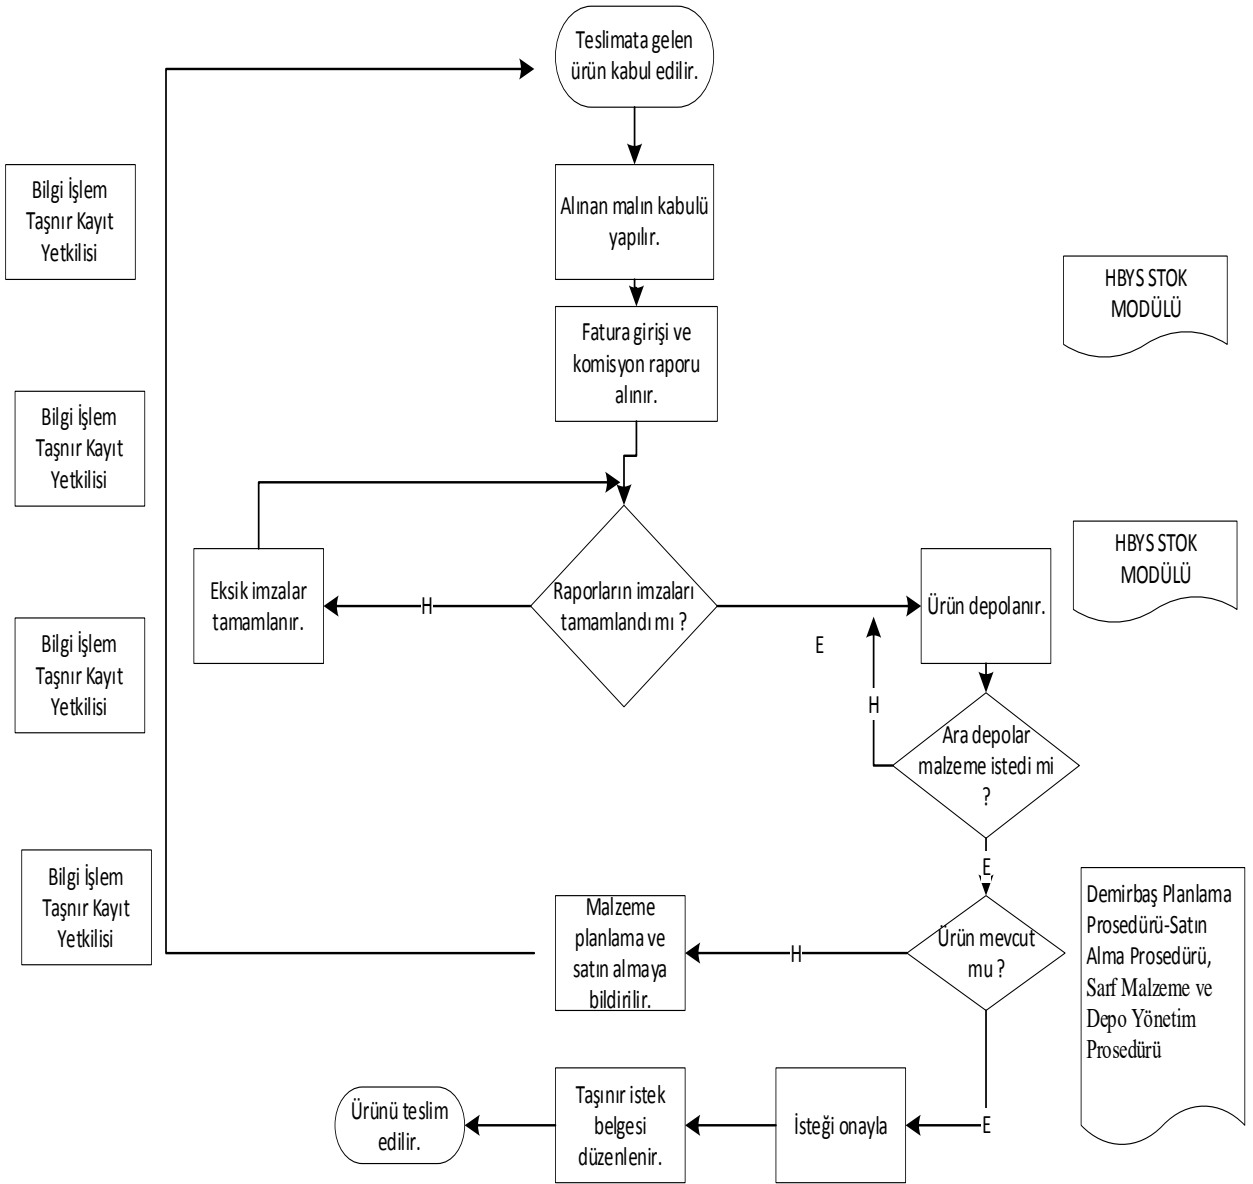 Teslimata gelen
ürün kabul edilir.
Bilgi İşlem
Taşnır Kayıt
Yetkilisi
Alınan malın kabulü
yapılır.
HBYS STOK
MODÜLÜ
Fatura girişi ve
komisyon raporu
alınır.
Bilgi İşlem
Taşnır Kayıt
Yetkilisi
Eksik imzalar
tamamlanır.
H
Raporların imzaları
tamamlandı mı ?
E
Ürün depolanır.
HBYS STOK
MODÜLÜ
Bilgi İşlem
Taşnır Kayıt
Yetkilisi
H
Ara depolar
malzeme istedi mi
?
E
Bilgi İşlem
Taşnır Kayıt
Yetkilisi
Malzeme
planlama ve
satın almaya
bildirilir.
H
Ürün mevcut
mu ?
Demirbaş Planlama
Prosedürü-Satın
Alma Prosedürü,
Sarf Malzeme ve
Depo Yönetim
Prosedürü
Ürünü teslim
edilir.
Taşınır istek
belgesi
düzenlenir.
İsteği onayla
E